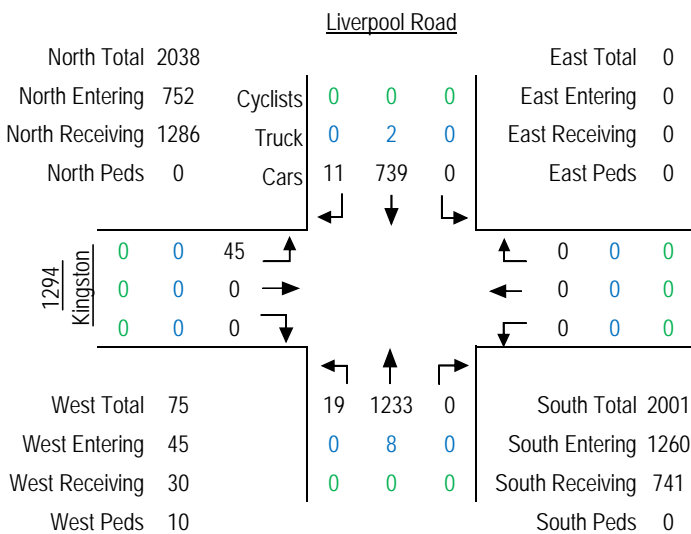 Liverpool Road
North Total 2038
North Entering 752
North Receiving 1286
North Peds 0
Cyclists 0 0 0
Truck 0 2 0
Cars 11 739 0
East Total 0
East Entering 0
East Receiving 0
East Peds 0
1294
Kingston
0 0 45
0 0 0
0 0 0
0 0 0
0 0 0
0 0 0
West Total 75
West Entering 45
West Receiving 30
West Peds 10
19 1233 0
0 8 0
0 0 0
South Total 2001
South Entering 1260
South Receiving 741
South Peds 0